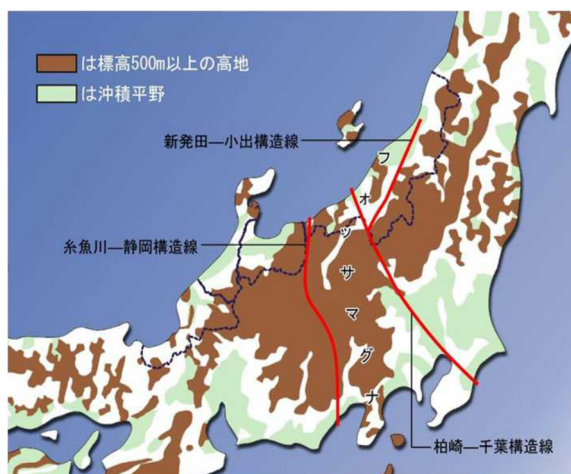 は標高500m以上の高地
は沖積平野
新発田―小出構造線
フォッサマグナ
糸魚川―静岡構造線
柏崎―千葉構造線